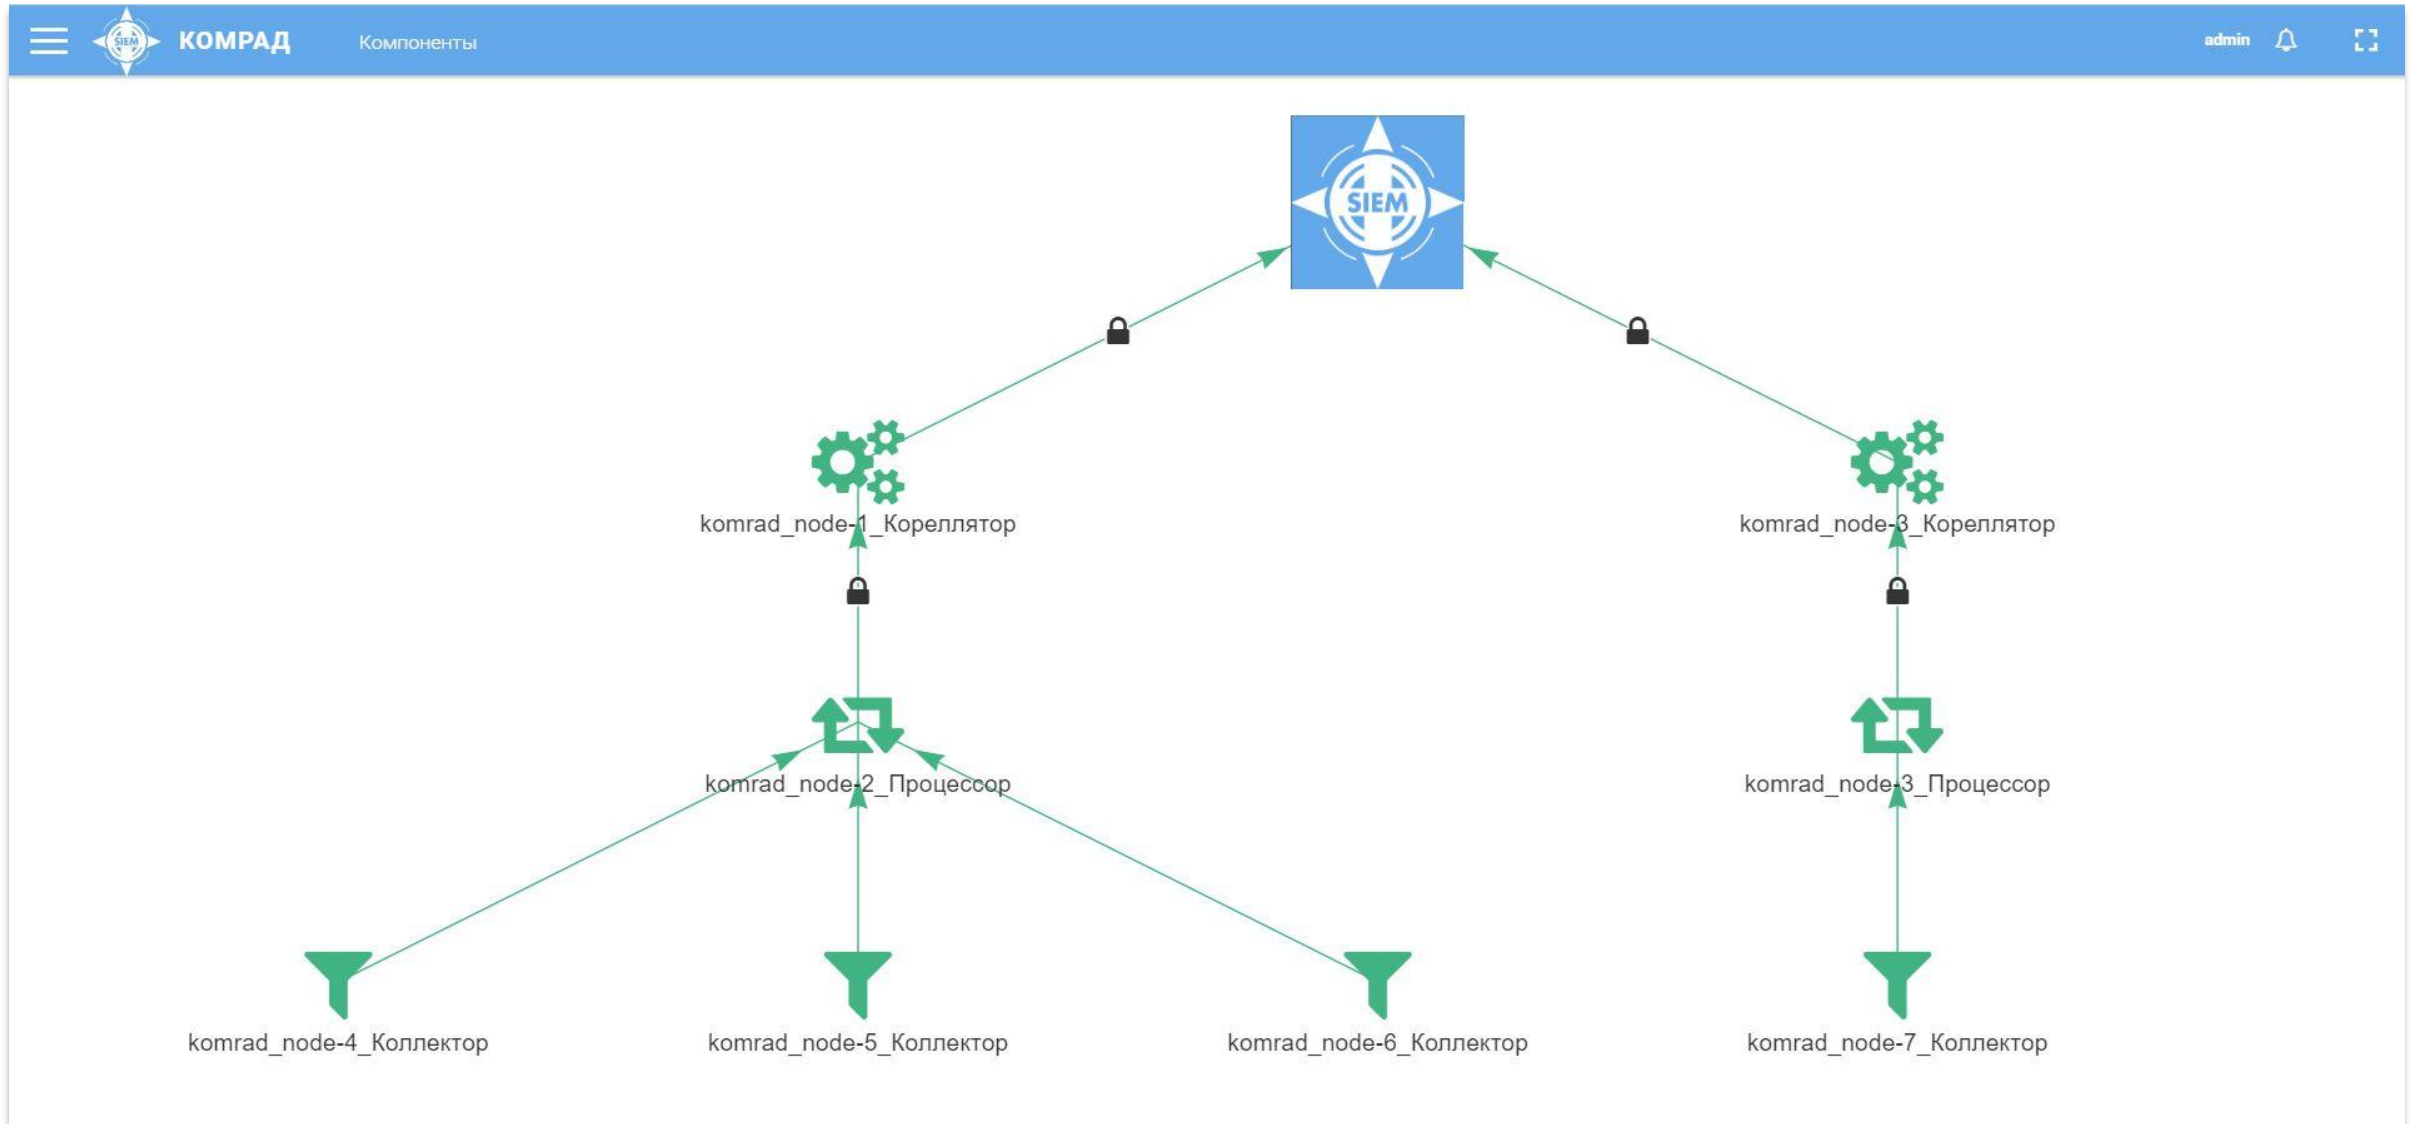 SIEM КОМРАД Компоненты admin
SIEM
komrad_node-1_Кореллятор komrad_node-3_Кореллятор
komrad_node-2_Процессор komrad_node-3_Процессор
komrad_node-4_Коллектор komrad_node-5_Коллектор komrad_node-6_Коллектор komrad_node-7_Коллектор